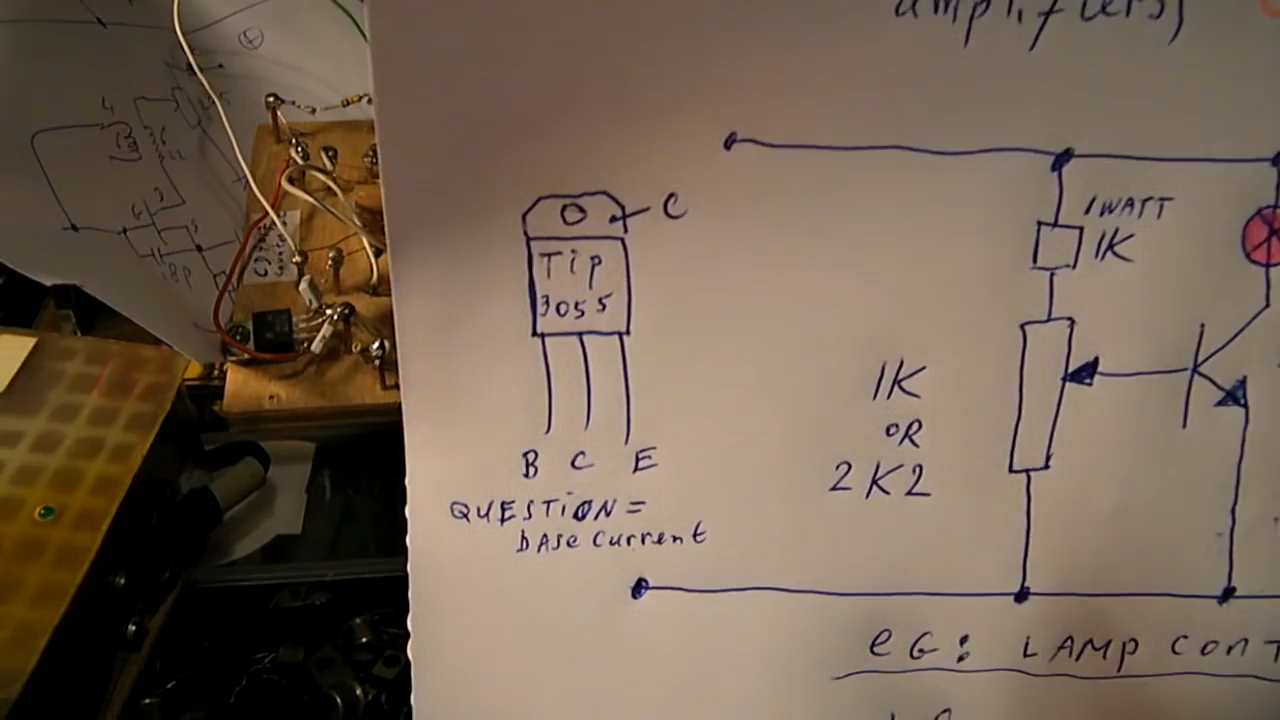 amplifiers)
C
1WATT
1K
Tip
3055
1K
OR
2K2
B C E
QUESTION =
bASe Current
eG: LAMP CONT